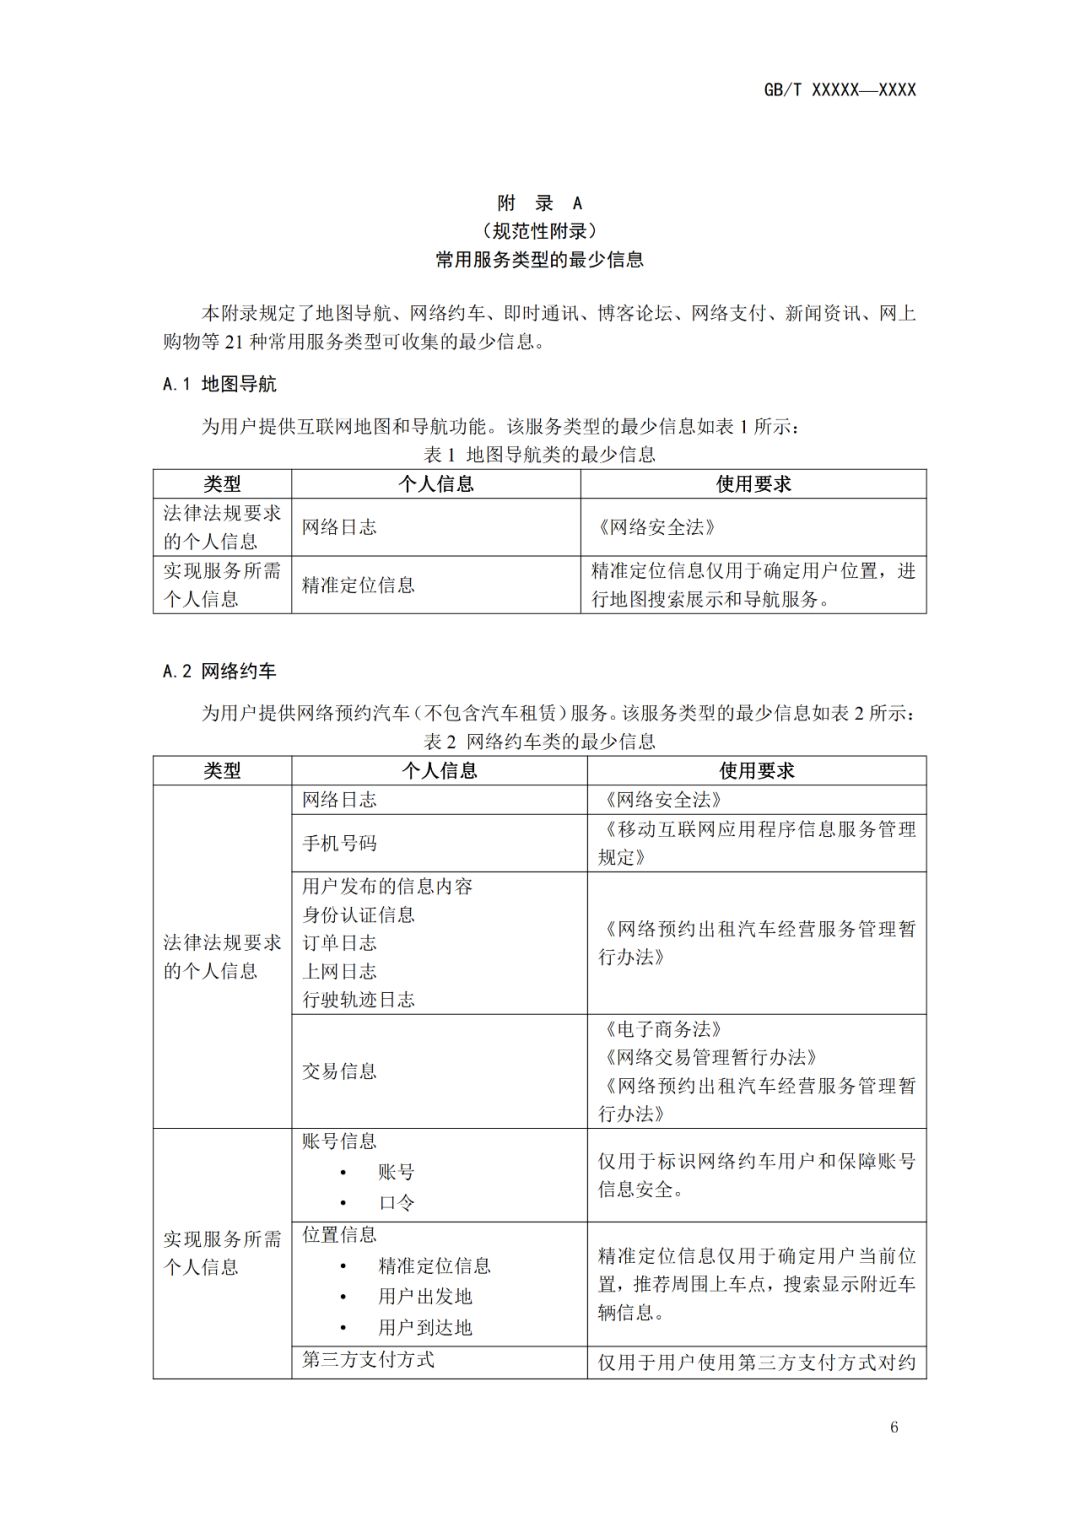 GB/T XXXXX—XXXX
附 录 A
（规范性附录）
常用服务类型的最少信息
本附录规定了地图导航、网络约车、即时通讯、博客论坛、网络支付、新闻资讯、网上
购物等 21 种常用服务类型可收集的最少信息。
A.1 地图导航
为用户提供互联网地图和导航功能。该服务类型的最少信息如表 1 所示：
表 1 地图导航类的最少信息
类型 个人信息 使用要求
法律法规要求
的个人信息
网络日志
《网络安全法》
实现服务所需
个人信息
精准定位信息
精准定位信息仅用于确定用户位置，进
行地图搜索展示和导航服务。
A.2 网络约车
为用户提供网络预约汽车（不包含汽车租赁）服务。该服务类型的最少信息如表 2 所示：
表 2 网络约车类的最少信息
类型 个人信息 使用要求
法律法规要求
的个人信息
网络日志
《网络安全法》
手机号码
《移动互联网应用程序信息服务管理
规定》
用户发布的信息内容
身份认证信息
订单日志
上网日志
行驶轨迹日志
《网络预约出租汽车经营服务管理暂
行办法》
交易信息
《电子商务法》
《网络交易管理暂行办法》
《网络预约出租汽车经营服务管理暂
行办法》
实现服务所需
个人信息
账号信息
• 账号
• 口令
仅用于标识网络约车用户和保障账号
信息安全。
位置信息
• 精准定位信息
• 用户出发地
• 用户到达地
精准定位信息仅用于确定用户当前位
置，推荐周围上车点，搜索显示附近车
辆信息。
第三方支付方式
仅用于用户使用第三方支付方式对约
6